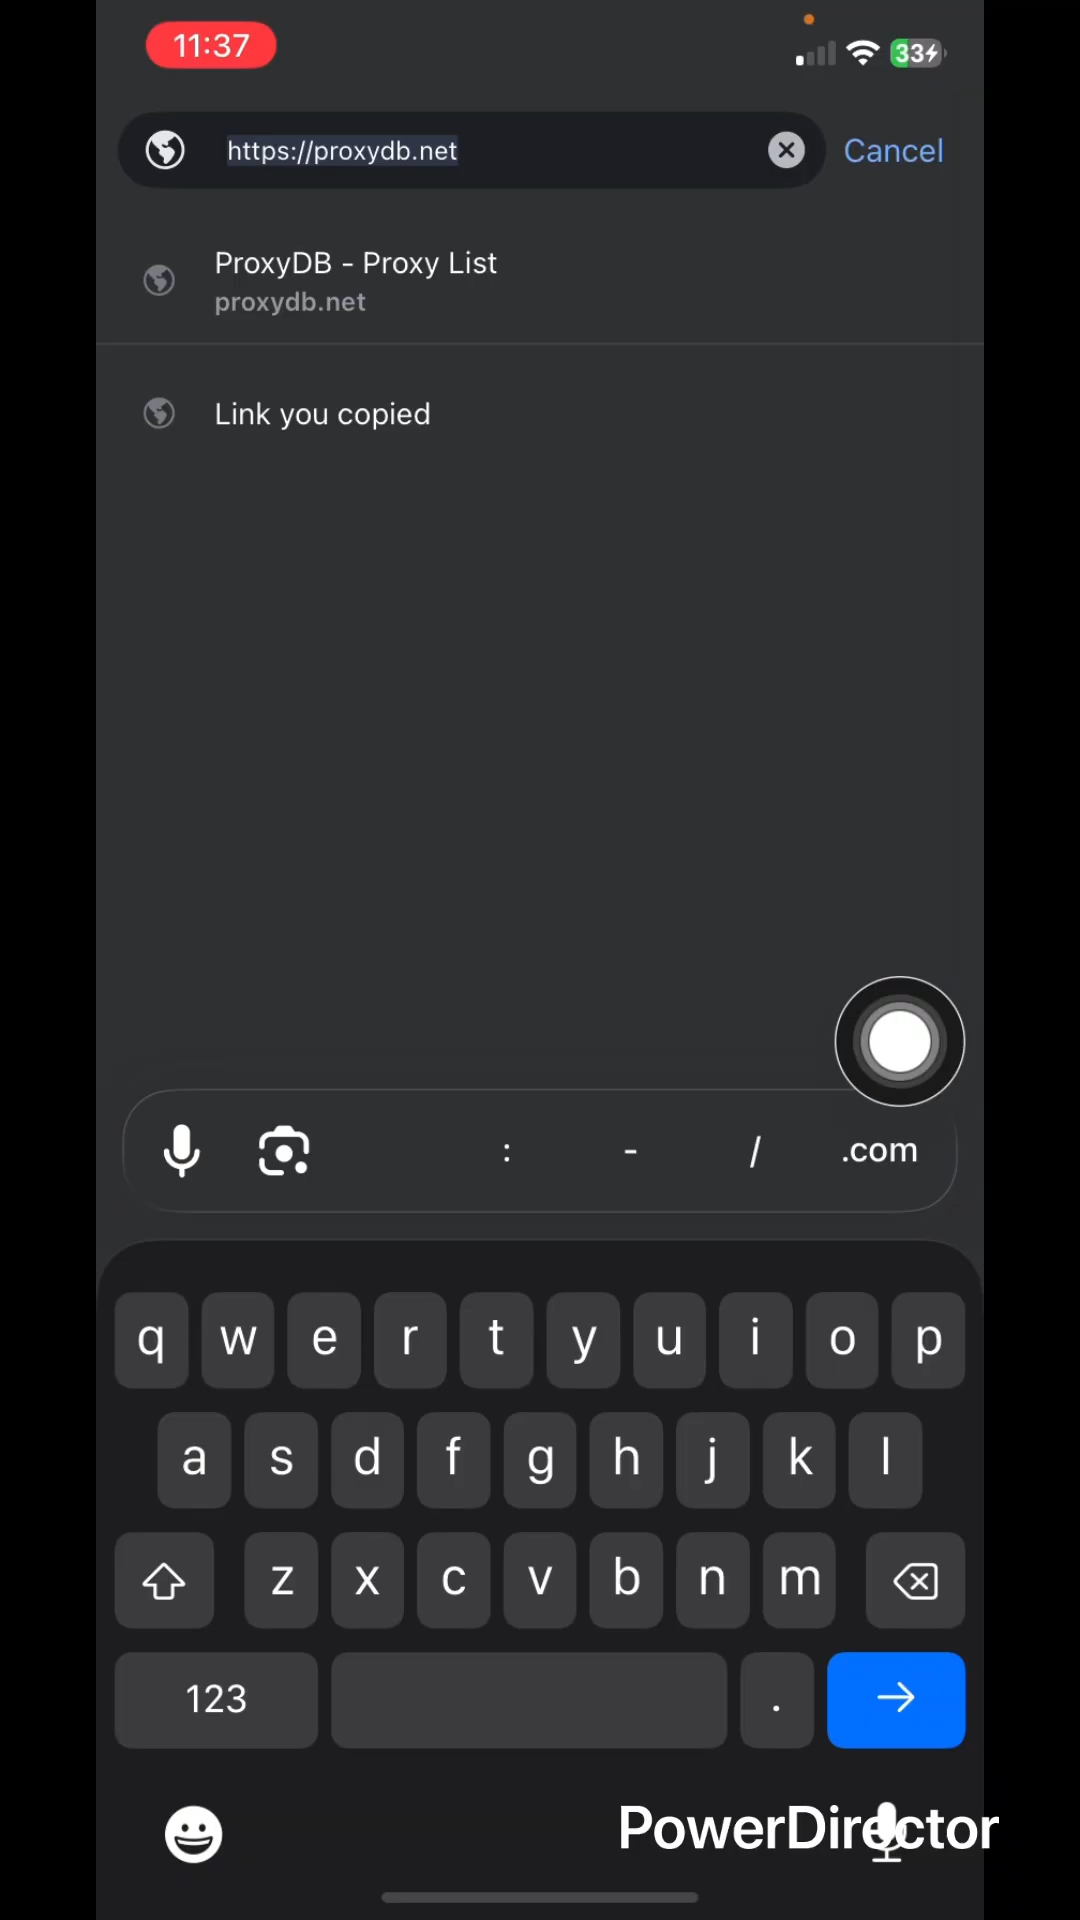 11:37
33
https://proxydb.net
Cancel
ProxyDB - Proxy List
proxydb.net
Link you copied
: - / .com
q w e r t y u i o p
a s d f g h j k l
z x c v b n m
123 .
PowerDirector